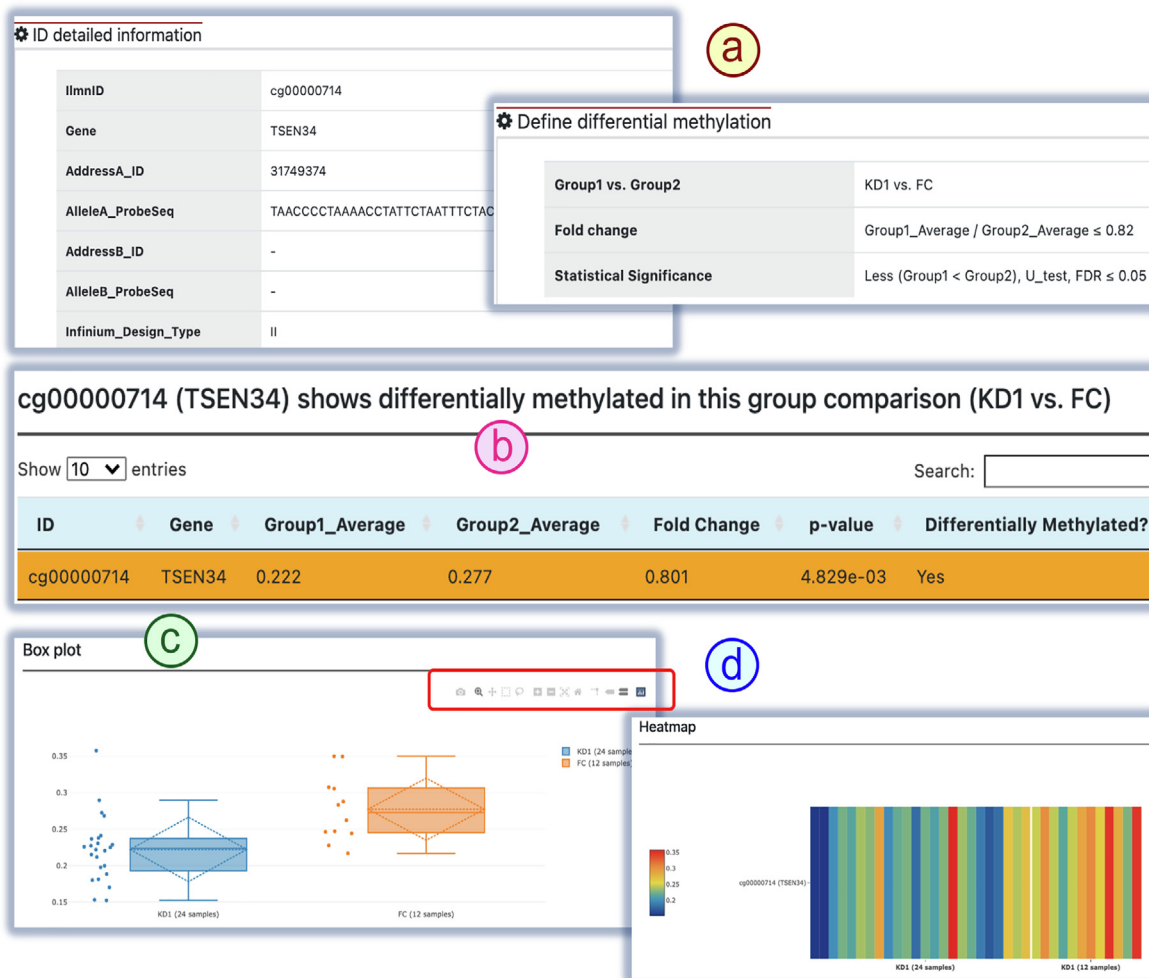 ID detailed information
a
IlmnID cg00000714
Gene TSEN34
AddressA_ID 31749374
AlleleA_ProbeSeq TAACCCCTAAAACCTATTCTAATTTCTAC
AddressB_ID -
AlleleB_ProbeSeq -
Infinium_Design_Type II
Define differential methylation
Group1 vs. Group2 KD1 vs. FC
Fold change Group1_Average / Group2_Average ≤ 0.82
Statistical Significance Less (Group1 < Group2), U_test, FDR ≤ 0.05
cg00000714 (TSEN34) shows differentially methylated in this group comparison (KD1 vs. FC)
b
Show 10 entries Search:
ID Gene Group1_Average Group2_Average Fold Change p-value Differentially Methylated?
cg00000714 TSEN34 0.222 0.277 0.801 4.829e-03 Yes
c
Box plot
0.35
0.3
0.25
0.2
0.15
KD1 (24 samples) FC (12 samples)
KD1 (24 sample
FC (12 samples)
d
Heatmap
0.35
0.3
0.25
0.2
cg00000714 (TSEN34)
KD1 (24 samples) KD1 (12 samples)